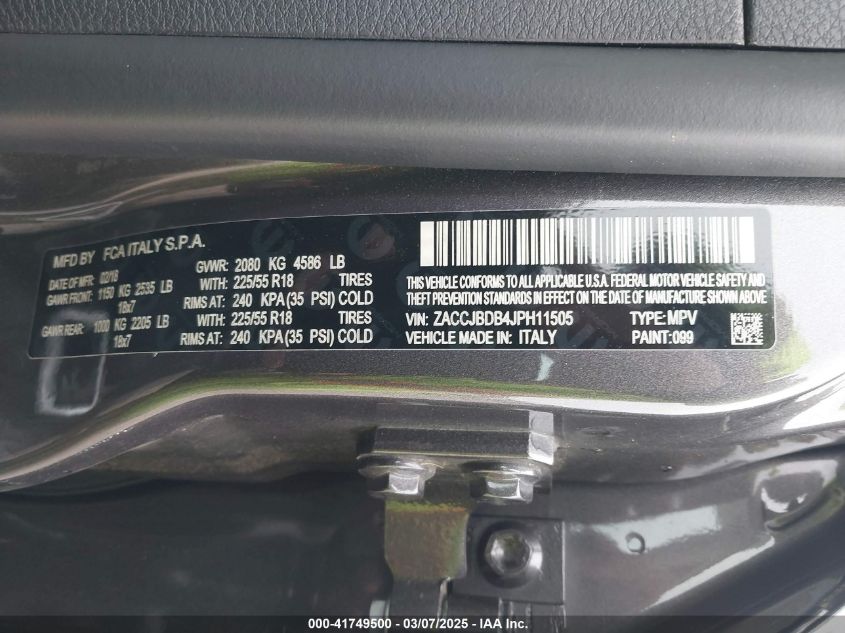 MFD BY FCA ITALY S.P.A.
DATE OF MFR: 02/18 GVWR: 2080 KG 4586 LB
GAWR FRONT: 1150 KG 2535 LB WITH: 225/55 R18 TIRES
18x7 RIMS AT: 240 KPA(35 PSI) COLD
GAWR REAR: 1000 KG 2205 LB WITH: 225/55 R18 TIRES
18x7 RIMS AT: 240 KPA(35 PSI) COLD
THIS VEHICLE CONFORMS TO ALL APPLICABLE U.S.A. FEDERAL MOTOR VEHICLE SAFETY AND
THEFT PREVENTION STANDARDS IN EFFECT ON THE DATE OF MANUFACTURE SHOWN ABOVE
VIN: ZACCJBDB4JPH11505 TYPE: MPV
VEHICLE MADE IN: ITALY PAINT: 099
000-41749500 — 03/07/2025 — IAA Inc.